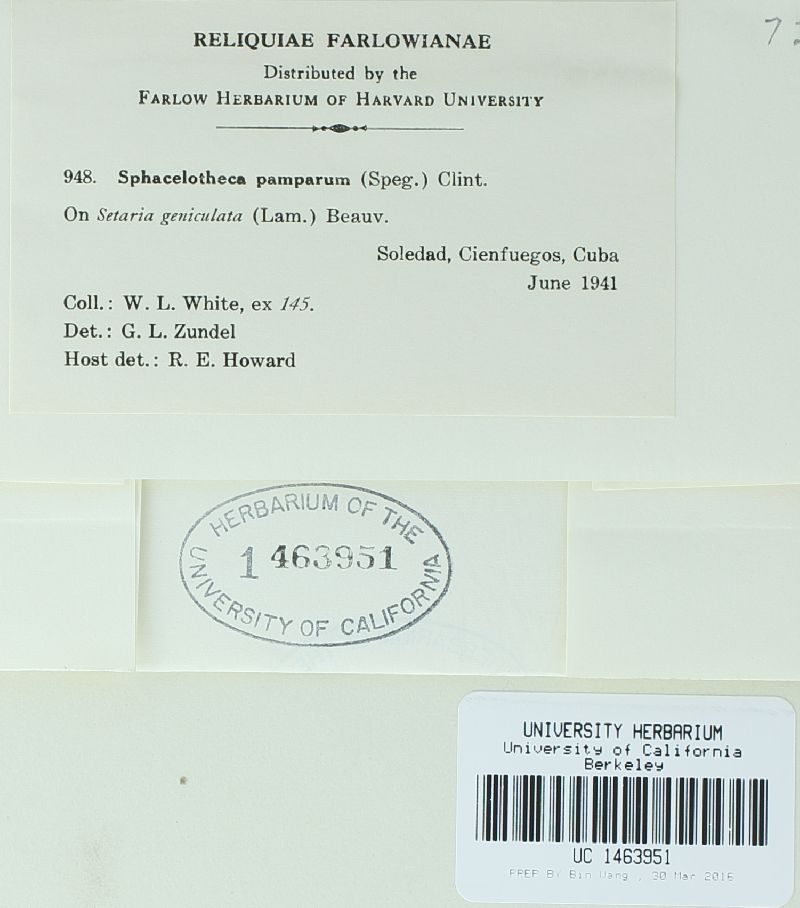 RELIQUIAE FARLOWIANAE
Distributed by the
FARLOW HERBARIUM OF HARVARD UNIVERSITY
948. Sphacelotheca pamparum (Speg.) Clint.
On Setaria geniculata (Lam.) Beauv.
Soledad, Cienfuegos, Cuba
June 1941
Coll.: W. L. White, ex 145.
Det.: G. L. Zundel
Host det.: R. E. Howard
HERBARIUM OF THE
1 463951
UNIVERSITY OF CALIFORNIA
UNIVERSITY HERBARIUM
University of California
Berkeley
UC 1463951
PREP BY Bin Wang , 30 Mar 2016